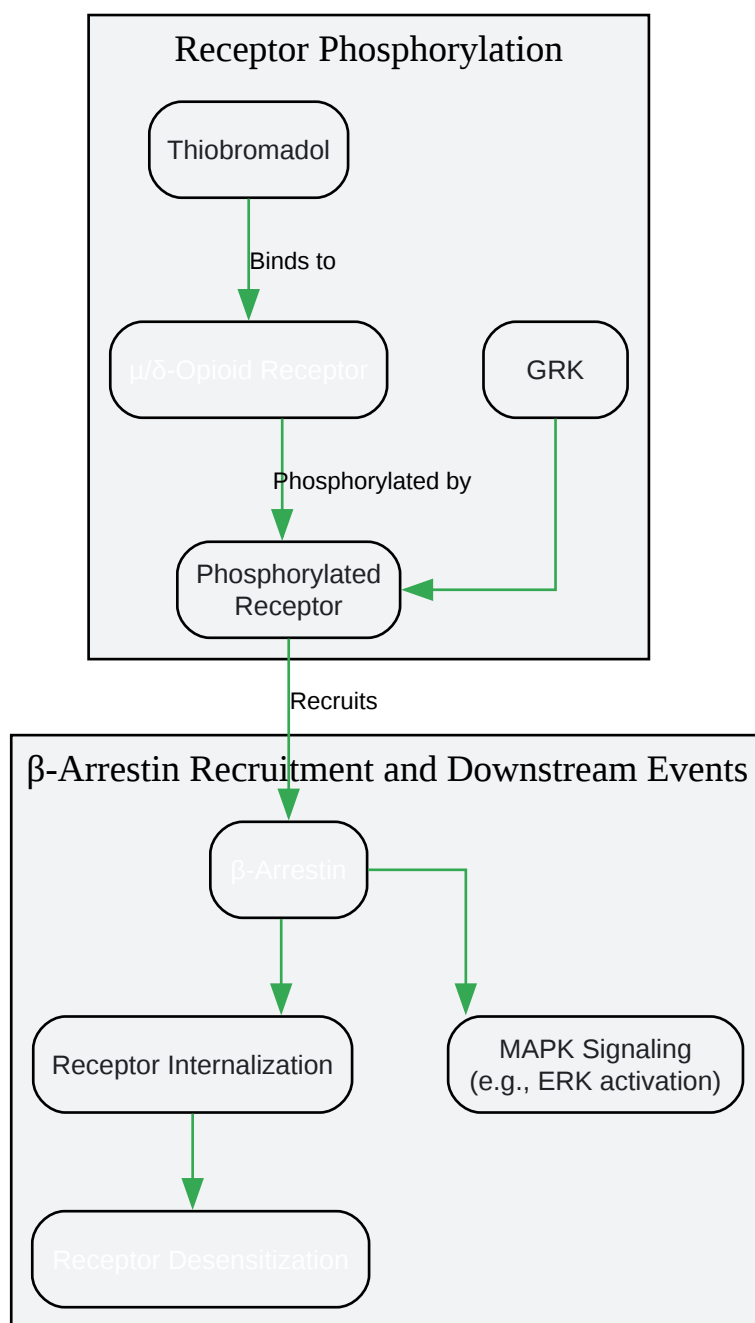 Receptor Phosphorylation
Thiobromadol
Binds to
μ/δ-Opioid Receptor
GRK
Phosphorylated by
Phosphorylated
Receptor
Recruits
β-Arrestin Recruitment and Downstream Events
β-Arrestin
Receptor Internalization
MAPK Signaling
(e.g., ERK activation)
Receptor Desensitization